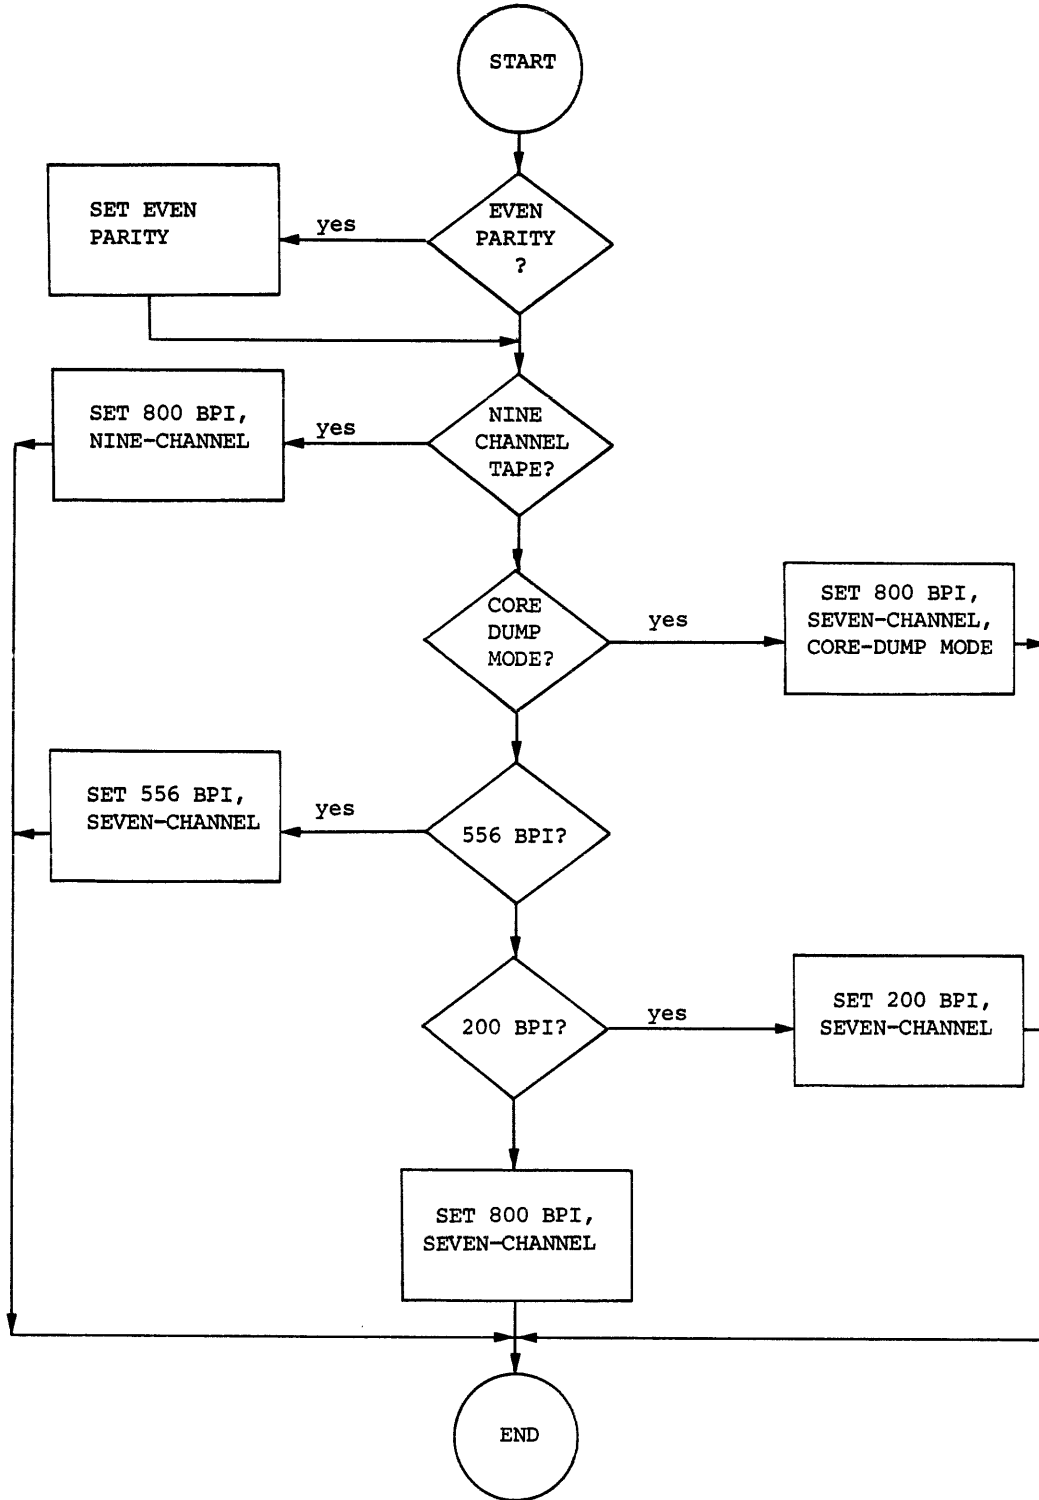 START
EVEN
PARITY
?
yes
SET EVEN
PARITY
NINE
CHANNEL
TAPE?
yes
SET 800 BPI,
NINE-CHANNEL
CORE
DUMP
MODE?
yes
SET 800 BPI,
SEVEN-CHANNEL,
CORE-DUMP MODE
556 BPI?
yes
SET 556 BPI,
SEVEN-CHANNEL
200 BPI?
yes
SET 200 BPI,
SEVEN-CHANNEL
SET 800 BPI,
SEVEN-CHANNEL
END